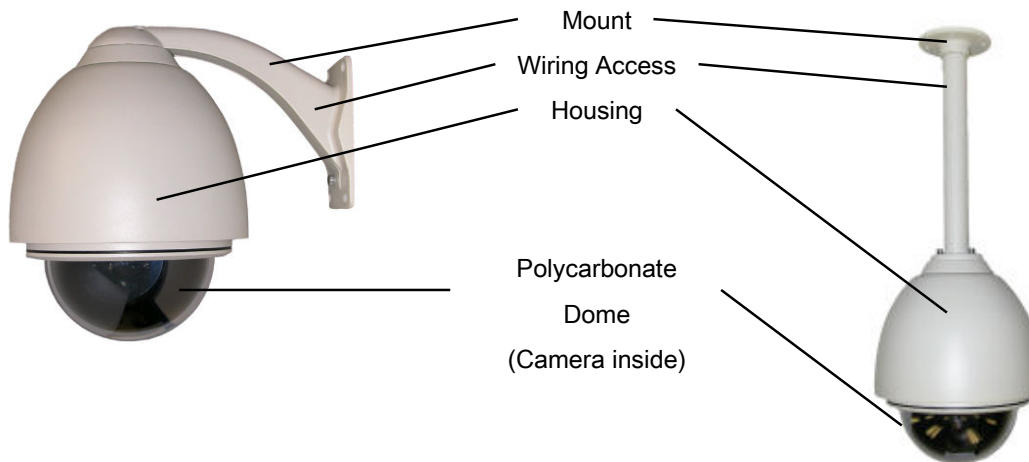 Mount
Wiring Access
Housing
Polycarbonate
Dome
(Camera inside)